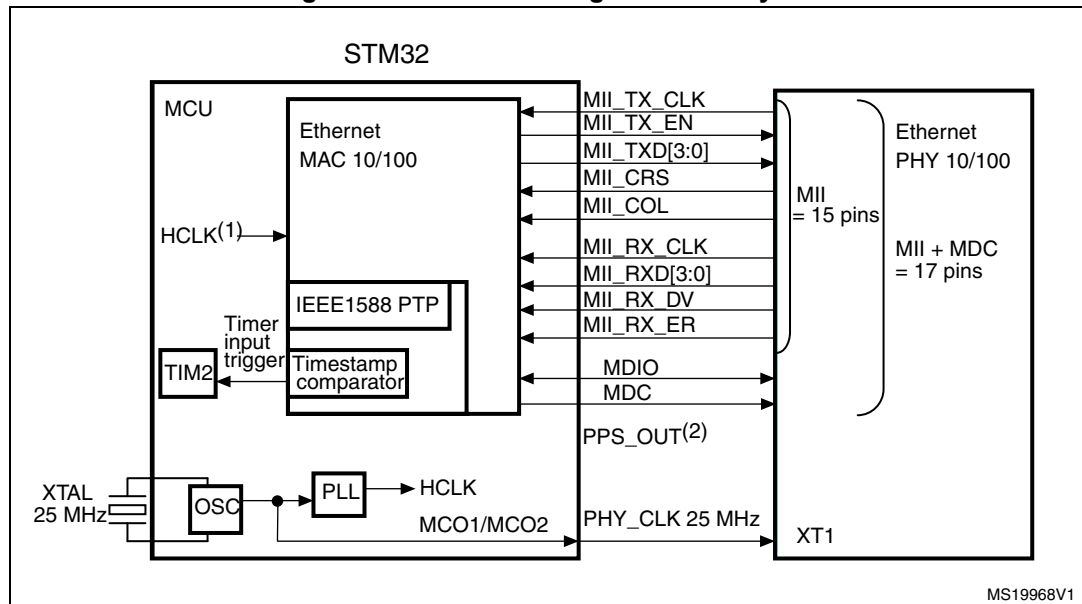 STM32
MCU
Ethernet
MAC 10/100
HCLK(1)
IEEE1588 PTP
Timer
input
trigger
TIM2
Timestamp
comparator
XTAL
25 MHz
OSC
PLL
HCLK
MCO1/MCO2
MII_TX_CLK
MII_TX_EN
MII_TXD[3:0]
MII_CRS
MII_COL
MII_RX_CLK
MII_RXD[3:0]
MII_RX_DV
MII_RX_ER
MDIO
MDC
PPS_OUT(2)
PHY_CLK 25 MHz
MII
= 15 pins
Ethernet
PHY 10/100
MII + MDC
= 17 pins
XT1
MS19968V1